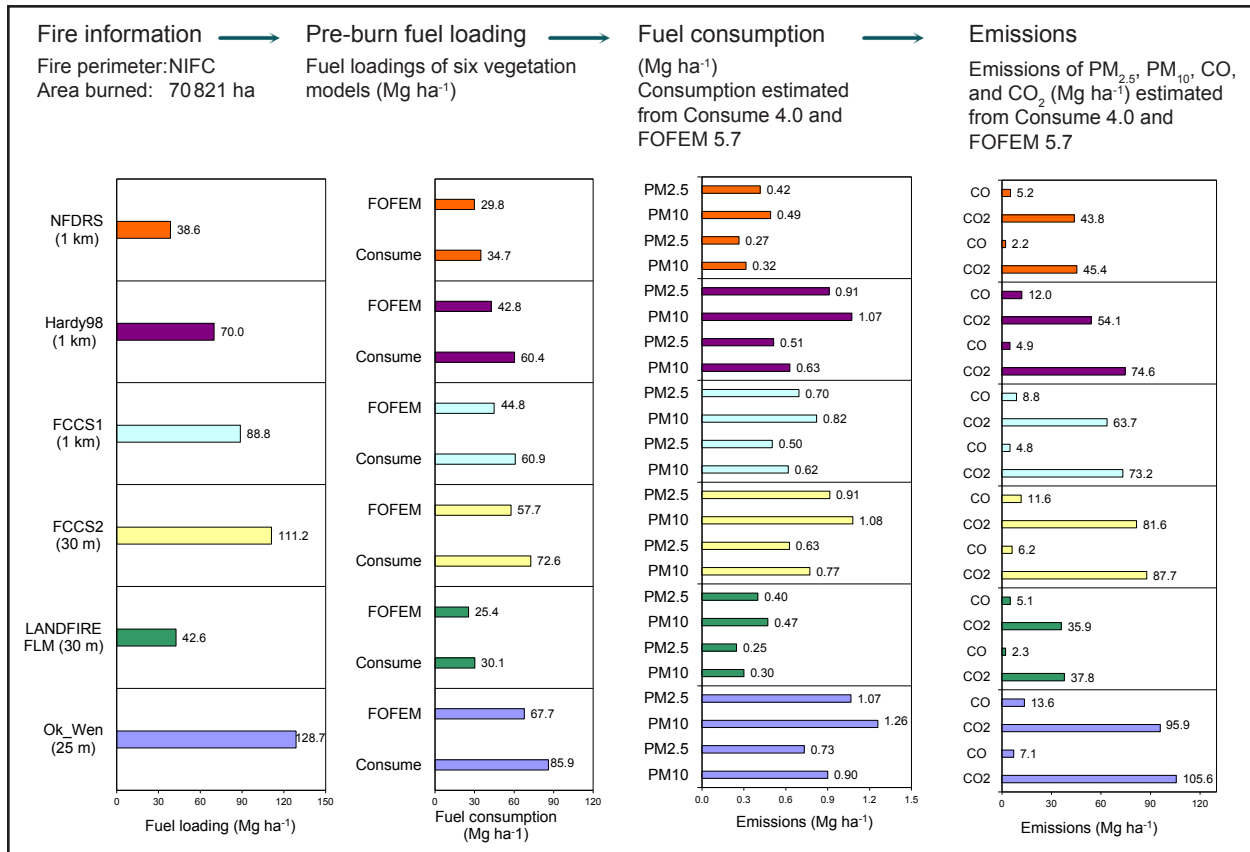 Fire information
Fire perimeter:NIFC
Area burned: 70 821 ha
Pre-burn fuel loading
Fuel loadings of six vegetation
models (Mg ha⁻¹)
Fuel consumption
(Mg ha⁻¹)
Consumption estimated
from Consume 4.0 and
FOFEM 5.7
Emissions
Emissions of PM₂.₅, PM₁₀, CO,
and CO₂ (Mg ha⁻¹) estimated
from Consume 4.0 and
FOFEM 5.7
NFDRS
(1 km)
38.6
Hardy98
(1 km)
70.0
FCCS1
(1 km)
88.8
FCCS2
(30 m)
111.2
LANDFIRE
FLM (30 m)
42.6
Ok_Wen
(25 m)
128.7
0 30 60 90 120 150
Fuel loading (Mg ha⁻¹)
FOFEM 29.8
Consume 34.7
FOFEM 42.8
Consume 60.4
FOFEM 44.8
Consume 60.9
FOFEM 57.7
Consume 72.6
FOFEM 25.4
Consume 30.1
FOFEM 67.7
Consume 85.9
0 30 60 90 120
Fuel consumption
(Mg ha⁻¹)
PM2.5 0.42
PM10 0.49
PM2.5 0.27
PM10 0.32
PM2.5 0.91
PM10 1.07
PM2.5 0.51
PM10 0.63
PM2.5 0.70
PM10 0.82
PM2.5 0.50
PM10 0.62
PM2.5 0.91
PM10 1.08
PM2.5 0.63
PM10 0.77
PM2.5 0.40
PM10 0.47
PM2.5 0.25
PM10 0.30
PM2.5 1.07
PM10 1.26
PM2.5 0.73
PM10 0.90
0.0 0.3 0.6 0.9 1.2 1.5
Emissions (Mg ha⁻¹)
CO 5.2
CO2 43.8
CO 2.2
CO2 45.4
CO 12.0
CO2 54.1
CO 4.9
CO2 74.6
CO 8.8
CO2 63.7
CO 4.8
CO2 73.2
CO 11.6
CO2 81.6
CO 6.2
CO2 87.7
CO 5.1
CO2 35.9
CO 2.3
CO2 37.8
CO 13.6
CO2 95.9
CO 7.1
CO2 105.6
0 30 60 90 120
Emissions (Mg ha⁻¹)